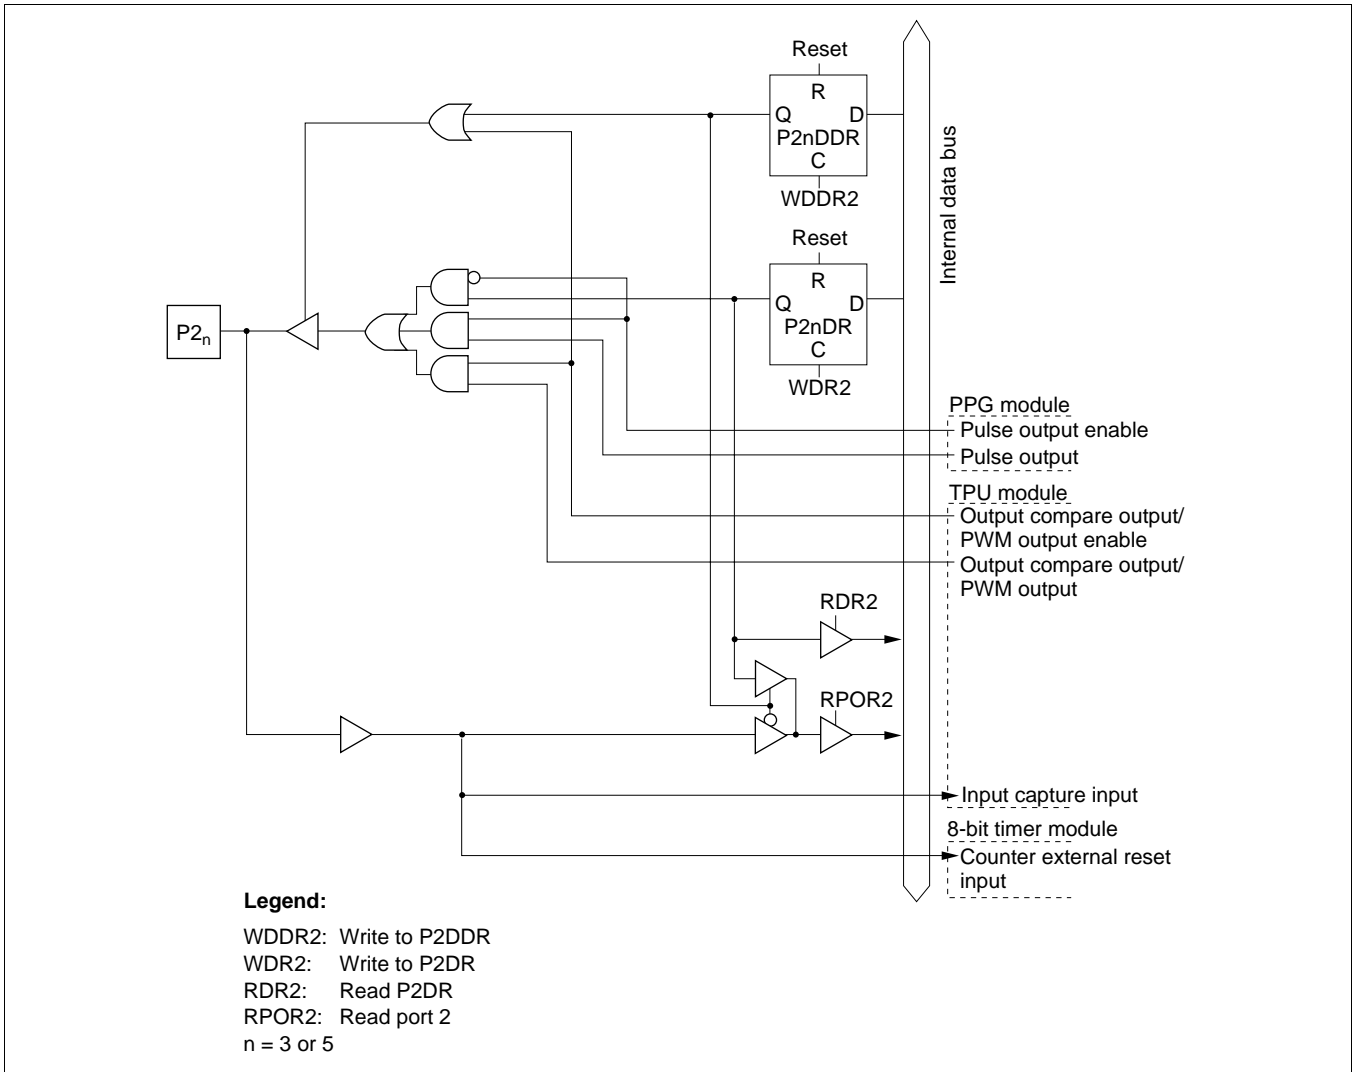 Reset
R
Q D
P2nDDR
C
WDDR2
Internal data bus
Reset
R
Q D
P2nDR
C
WDR2
P2n
PPG module
Pulse output enable
Pulse output
TPU module
Output compare output/
PWM output enable
Output compare output/
PWM output
RDR2
RPOR2
Input capture input
8-bit timer module
Counter external reset
input
Legend:
WDDR2: Write to P2DDR
WDR2: Write to P2DR
RDR2: Read P2DR
RPOR2: Read port 2
n = 3 or 5